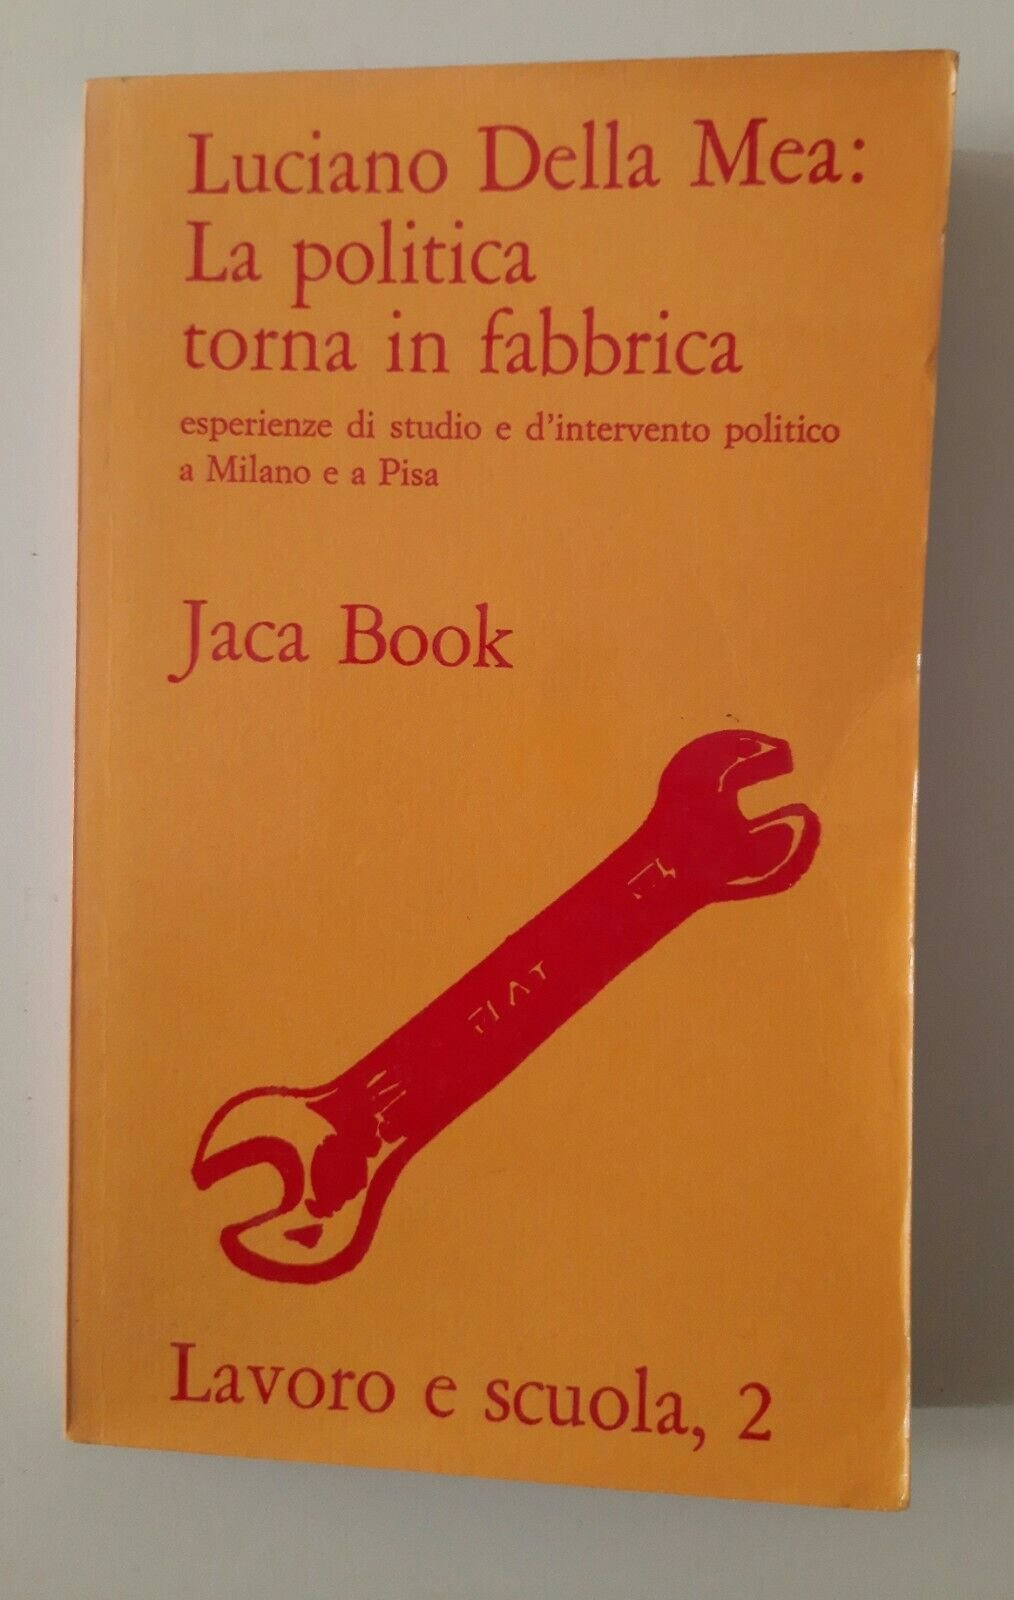 Luciano Della Mea:
La politica
torna in fabbrica
esperienze di studio e d'intervento politico
a Milano e a Pisa
Jaca Book
FIAT
Lavoro e scuola, 2